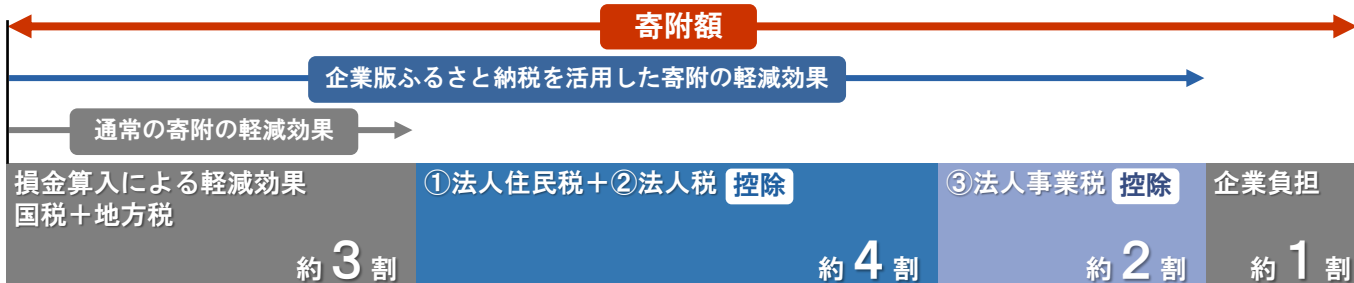 寄附額
企業版ふるさと納税を活用した寄附の軽減効果
通常の寄附の軽減効果
損金算入による軽減効果
国税＋地方税
約3割
①法人住民税＋②法人税 控除
約4割
③法人事業税 控除
約2割
企業負担
約1割